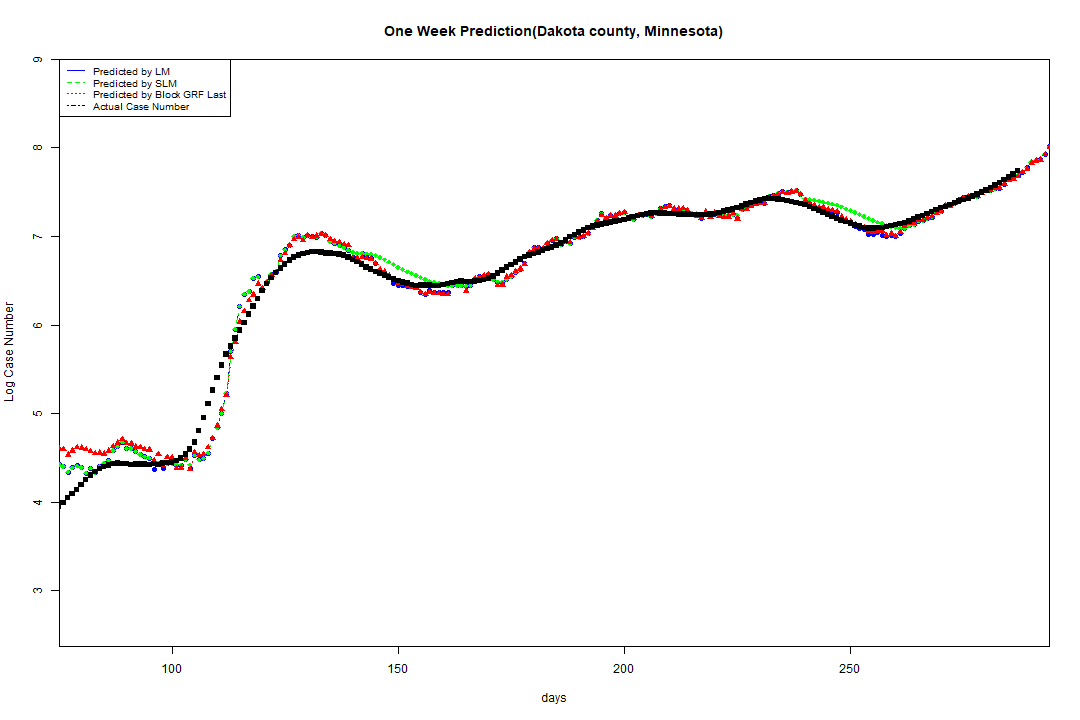 One Week Prediction(Dakota county, Minnesota)
Predicted by LM
Predicted by SLM
Predicted by Block GRF Last
Actual Case Number
9
8
7
6
5
4
3
Log Case Number
100 150 200 250
days